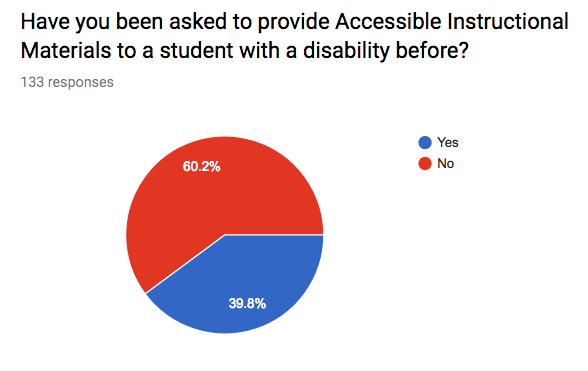 Have you been asked to provide Accessible Instructional
Materials to a student with a disability before?
133 responses
Yes
No
60.2%
39.8%